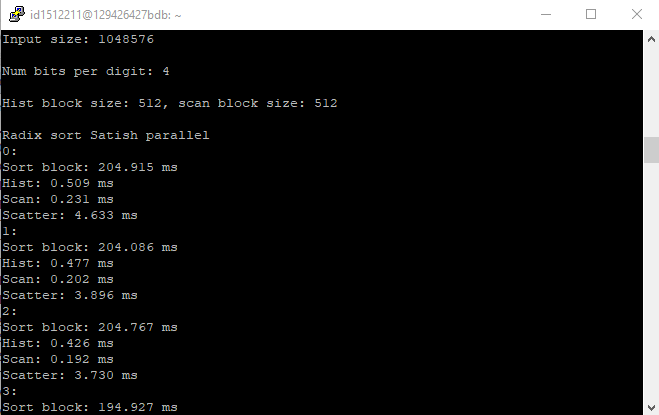 id1512211@129426427bdb: ~
Input size: 1048576
Num bits per digit: 4
Hist block size: 512, scan block size: 512
Radix sort Satish parallel
0:
Sort block: 204.915 ms
Hist: 0.509 ms
Scan: 0.231 ms
Scatter: 4.633 ms
1:
Sort block: 204.086 ms
Hist: 0.477 ms
Scan: 0.202 ms
Scatter: 3.896 ms
2:
Sort block: 204.767 ms
Hist: 0.426 ms
Scan: 0.192 ms
Scatter: 3.730 ms
3:
Sort block: 194.927 ms